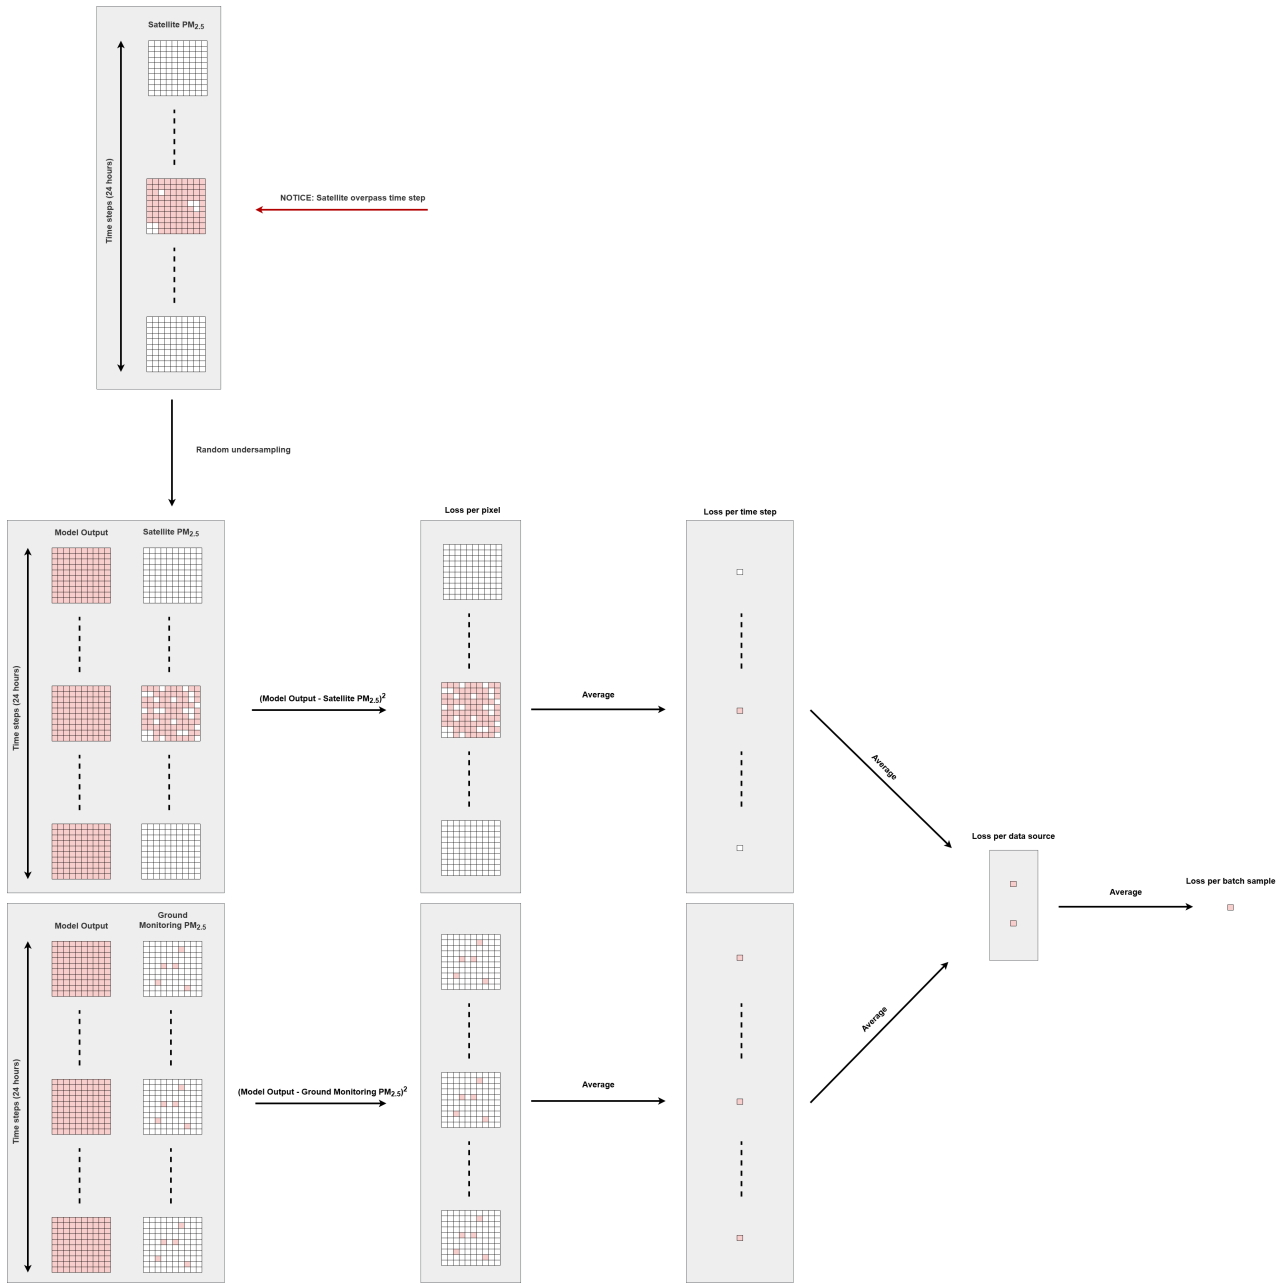 Satellite PM2.5
Time steps (24 hours)
NOTICE: Satellite overpass time step
Random undersampling
Model Output
Satellite PM2.5
Time steps (24 hours)
(Model Output - Satellite PM2.5)2
Loss per pixel
Average
Loss per time step
Average
Ground
Monitoring PM2.5
Model Output
Time steps (24 hours)
(Model Output - Ground Monitoring PM2.5)2
Average
Average
Loss per data source
Average
Loss per batch sample